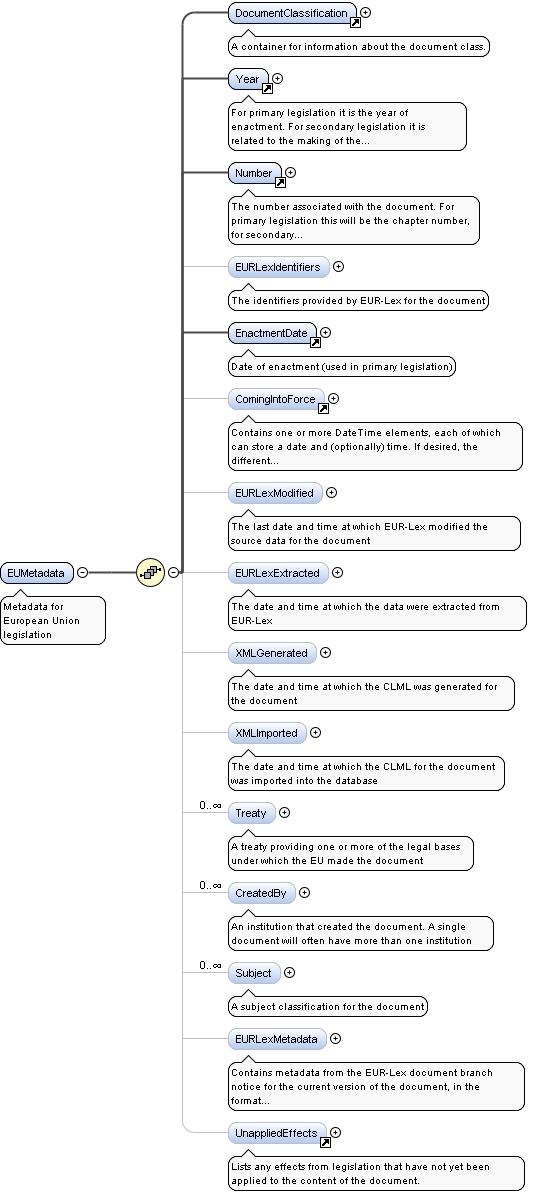 DocumentClassification
A container for information about the document class.
Year
For primary legislation it is the year of
enactment. For secondary legislation it is
related to the making of the...
Number
The number associated with the document. For
primary legislation this will be the chapter number,
for secondary...
EURLexIdentifiers
The identifiers provided by EUR-Lex for the document
EnactmentDate
Date of enactment (used in primary legislation)
ComingIntoForce
Contains one or more DateTime elements, each of which
can store a date and (optionally) time. If desired, the
different...
EURLexModified
The last date and time at which EUR-Lex modified the
source data for the document
EUMetadata
Metadata for
European Union
legislation
EURLexExtracted
The date and time at which the data were extracted from
EUR-Lex
XMLGenerated
The date and time at which the CLML was generated for
the document
XMLImported
The date and time at which the CLML for the document
was imported into the database
0..∞
Treaty
A treaty providing one or more of the legal bases
under which the EU made the document
0..∞
CreatedBy
An institution that created the document. A single
document will often have more than one institution
0..∞
Subject
A subject classification for the document
EURLexMetadata
Contains metadata from the EUR-Lex document branch
notice for the current version of the document, in the
format...
UnappliedEffects
Lists any effects from legislation that have not yet been
applied to the content of the document.